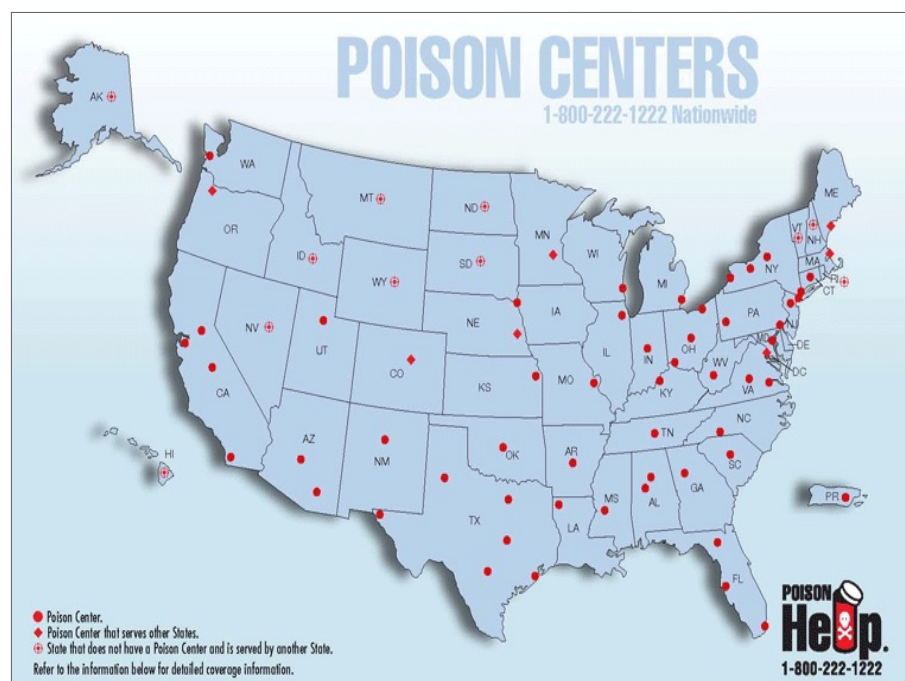 POISON CENTERS
1-800-222-1222 Nationwide
AK
WA
MT
ND
MN
ME
VT
NH
OR
ID
WY
SD
WI
MI
NY
MA
RI
CT
NV
UT
CO
NE
IA
IL
IN
OH
PA
NJ
MD
DE
DC
CA
KS
MO
KY
WV
VA
AZ
NM
OK
AR
TN
NC
SC
HI
TX
LA
MS
AL
GA
FL
PR
Poison Center.
Poison Center that serves other States.
State that does not have a Poison Center and is served by another State.
Refer to the information below for detailed coverage information.
POISON
Help.
1-800-222-1222